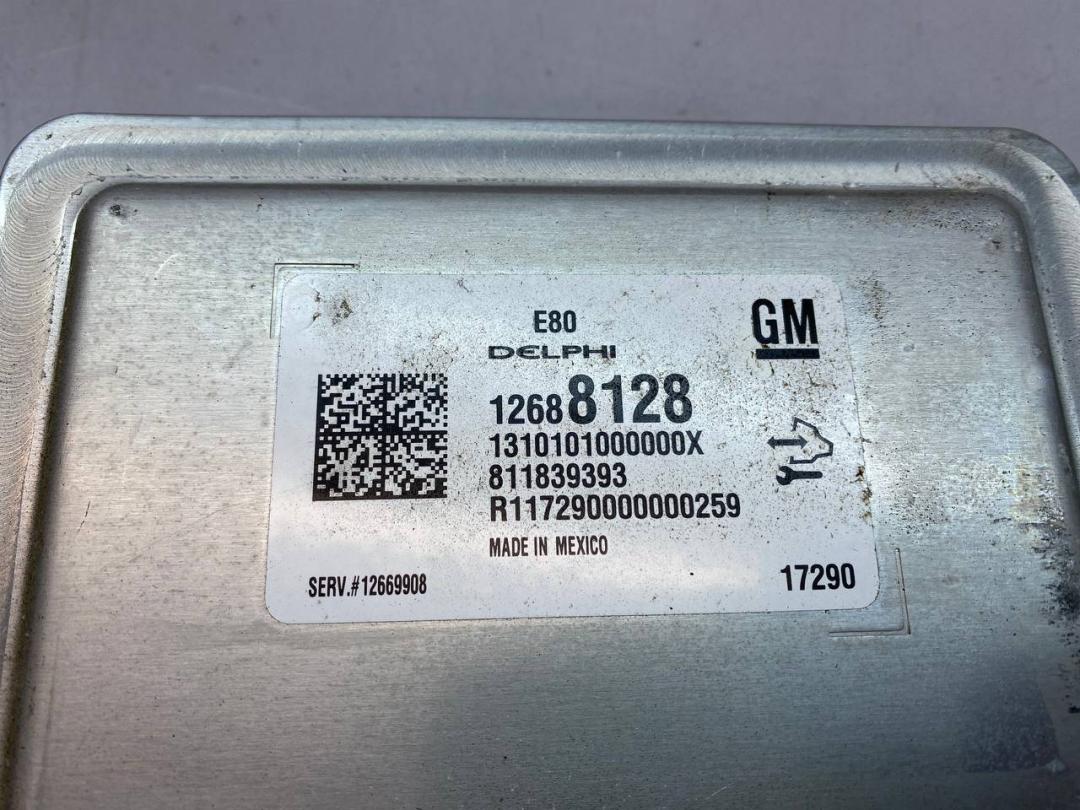 E80
GM
DELPHI
12688128
1310101000000X
811839393
R117290000000259
MADE IN MEXICO
SERV.#12669908
17290